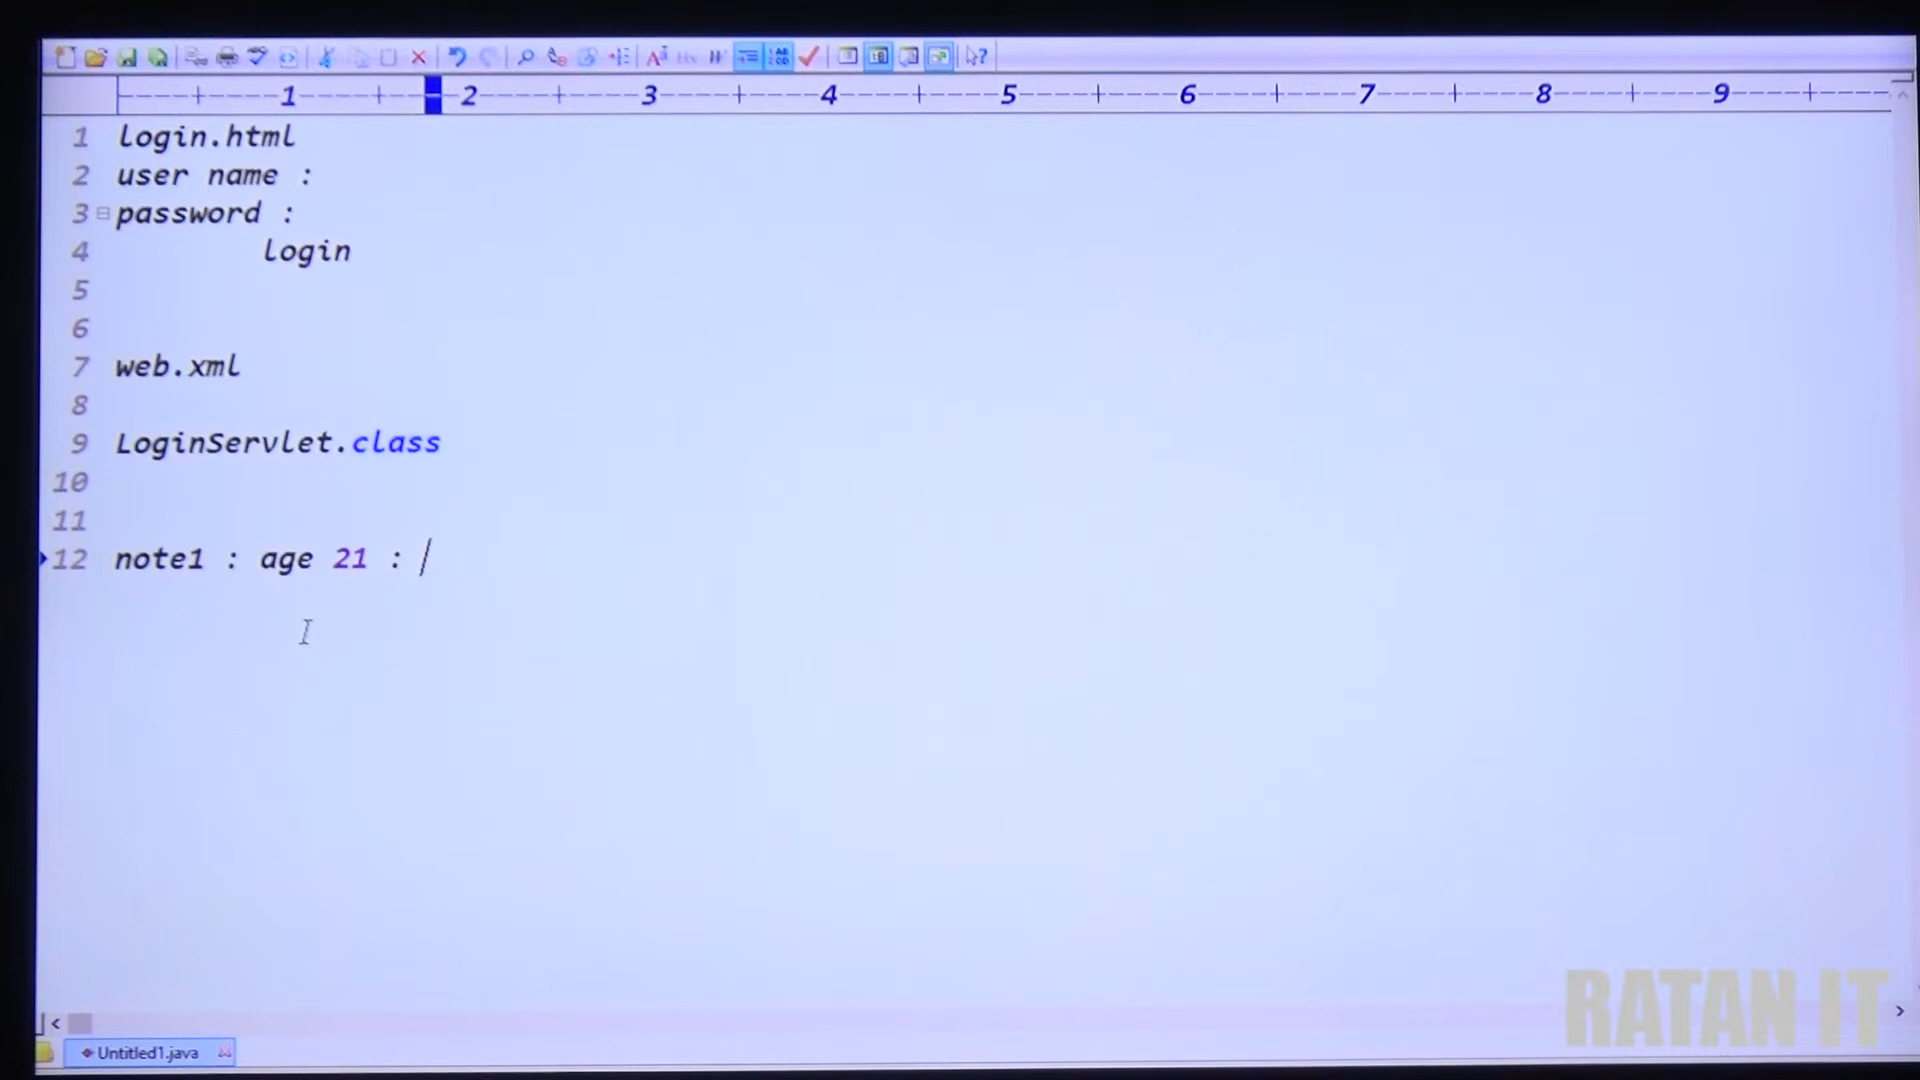 1 2 3 4 5 6 7 8 9
1 login.html
2 user name :
3 password :
4 login
5
6
7 web.xml
8
9 LoginServlet.class
10
11
12 note1 : age 21 :
RATAN IT
Untitled1.java